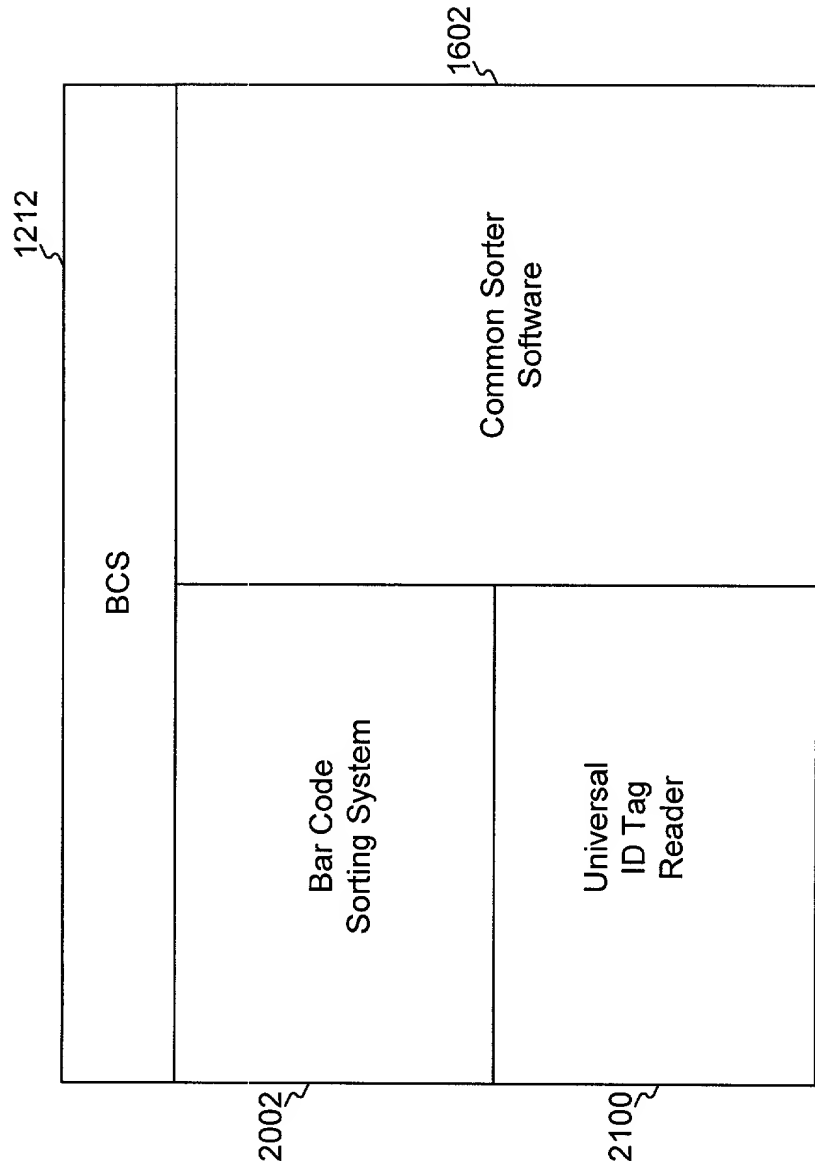 1212
BCS
2002
Bar Code
Sorting System
Common Sorter
Software
1602
2100
Universal
ID Tag
Reader